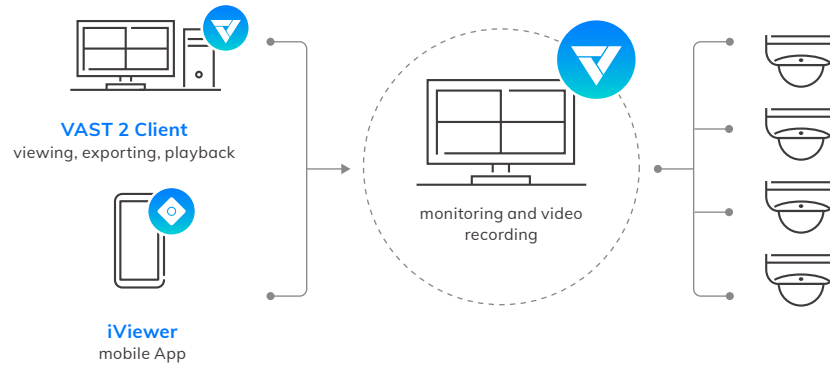 VAST 2 Client
viewing, exporting, playback
iViewer
mobile App
monitoring and video
recording